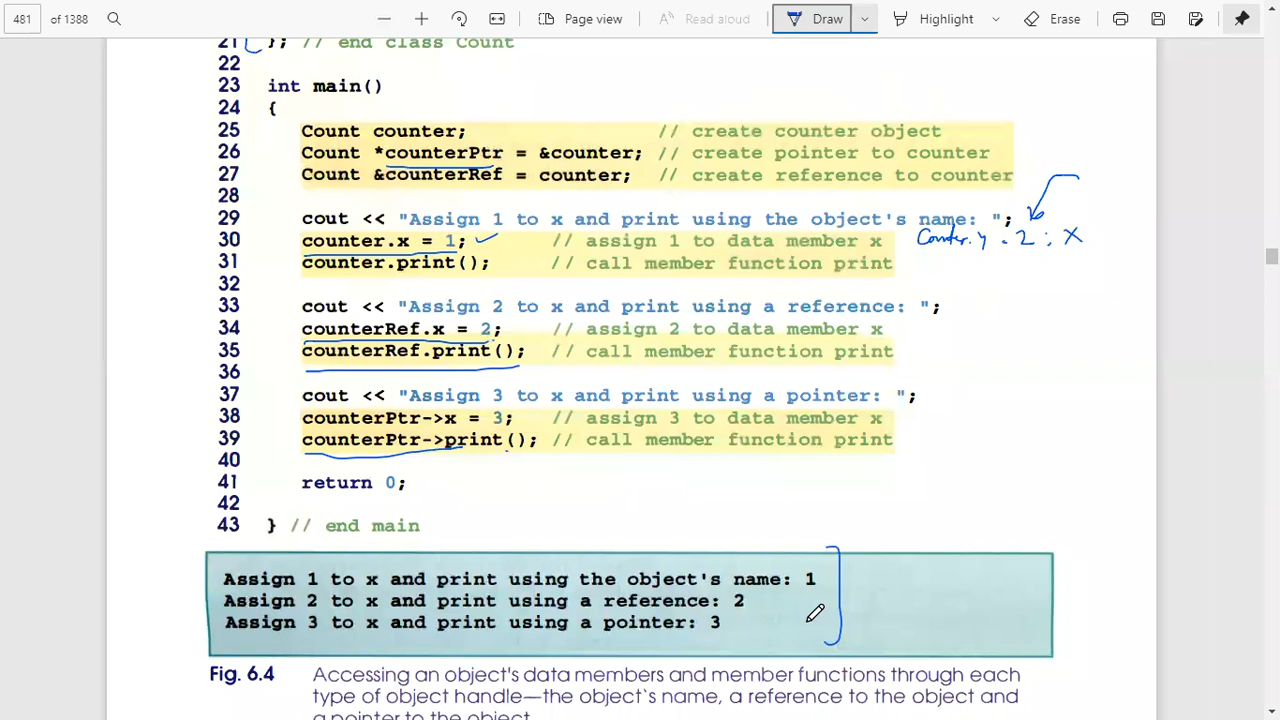 481 of 1388 Page view Read aloud Draw Highlight Erase
21 }; // end class Count
22
23 int main()
24 {
25 Count counter; // create counter object
26 Count *counterPtr = &counter; // create pointer to counter
27 Count &counterRef = counter; // create reference to counter
28
29 cout << "Assign 1 to x and print using the object's name: ";
30 counter.x = 1; // assign 1 to data member x Counter.y = 2 ; X
31 counter.print(); // call member function print
32
33 cout << "Assign 2 to x and print using a reference: ";
34 counterRef.x = 2; // assign 2 to data member x
35 counterRef.print(); // call member function print
36
37 cout << "Assign 3 to x and print using a pointer: ";
38 counterPtr->x = 3; // assign 3 to data member x
39 counterPtr->print(); // call member function print
40
41 return 0;
42
43 } // end main
Assign 1 to x and print using the object's name: 1
Assign 2 to x and print using a reference: 2
Assign 3 to x and print using a pointer: 3
Fig. 6.4 Accessing an object's data members and member functions through each
type of object handle—the object's name, a reference to the object and
a pointer to the object.